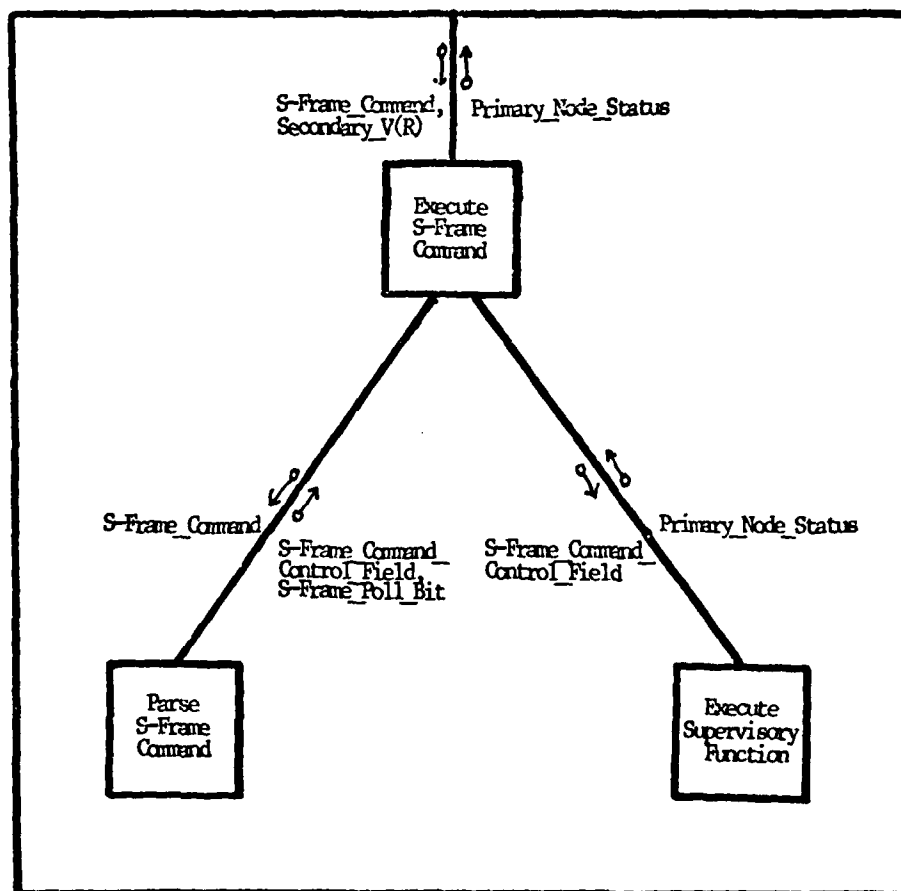 S-Frame_Command,
Secondary_V(R)
Primary_Node_Status
Execute
S-Frame
Command
S-Frame_Command
S-Frame_Command_
Control_Field,
S-Frame_Poll_Bit
S-Frame_Command_
Control_Field
Primary_Node_Status
Parse
S-Frame
Command
Execute
Supervisory
Function